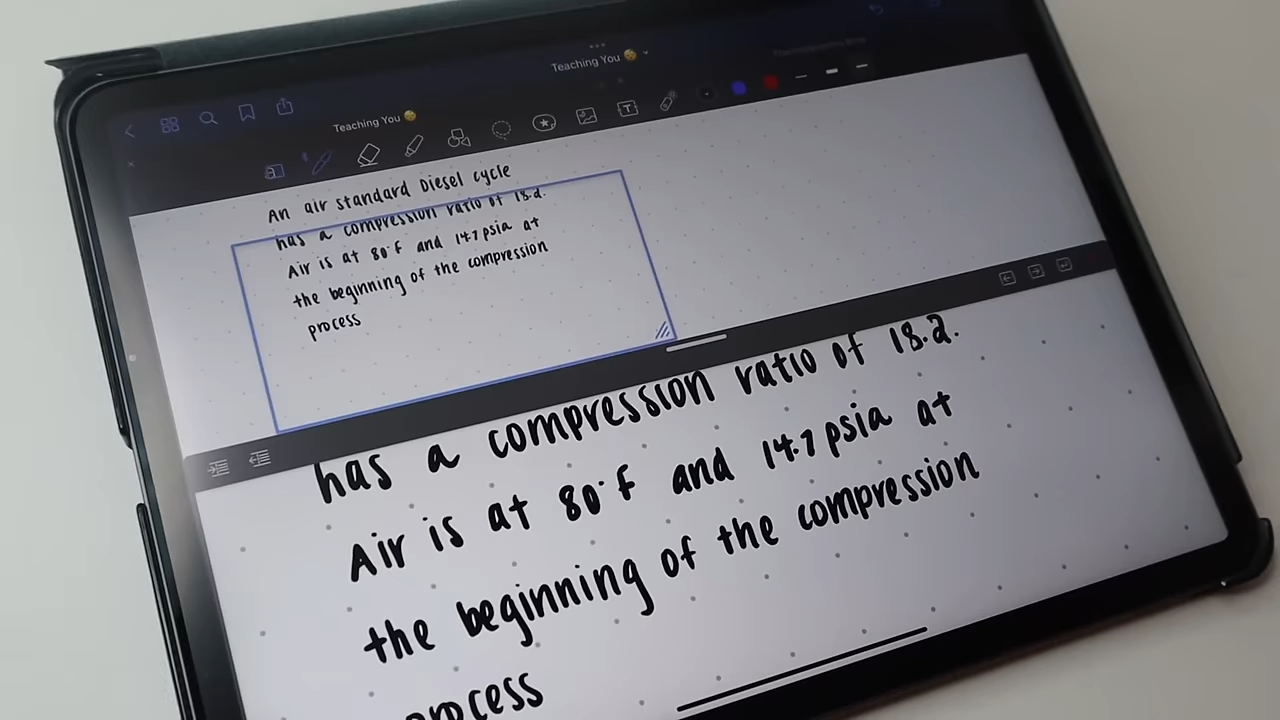 Teaching You
Teaching You
An air standard Diesel cycle
has a compression ratio of 18.2.
Air is at 80°F and 14.7 psia at
the beginning of the compression
process
has a compression ratio of 18.2.
Air is at 80°F and 14.7 psia at
the beginning of the compression
process